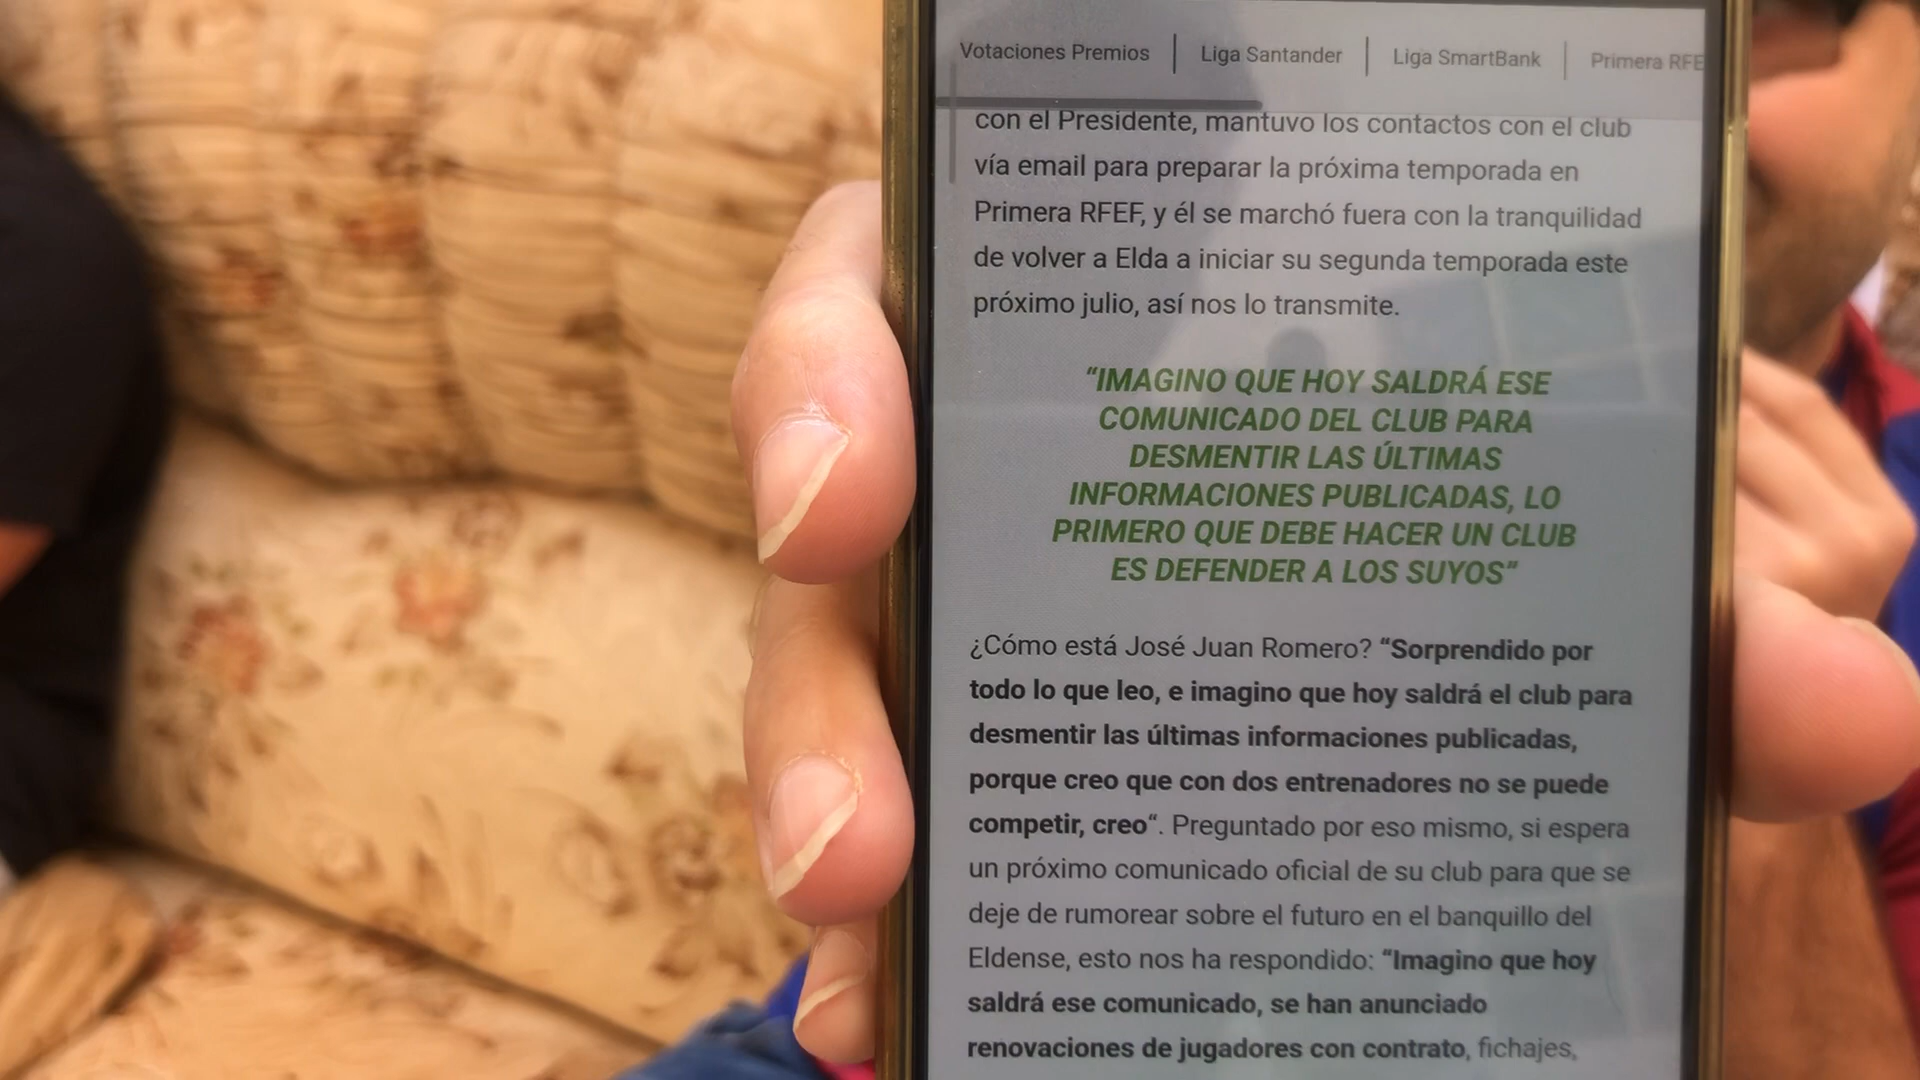 Votaciones Premios | Liga Santander | Liga SmartBank | Primera RFE
con el Presidente, mantuvo los contactos con el club
vía email para preparar la próxima temporada en
Primera RFEF, y él se marchó fuera con la tranquilidad
de volver a Elda a iniciar su segunda temporada este
próximo julio, así nos lo transmite.
“IMAGINO QUE HOY SALDRÁ ESE
COMUNICADO DEL CLUB PARA
DESMENTIR LAS ÚLTIMAS
INFORMACIONES PUBLICADAS, LO
PRIMERO QUE DEBE HACER UN CLUB
ES DEFENDER A LOS SUYOS”
¿Cómo está José Juan Romero? “Sorprendido por
todo lo que leo, e imagino que hoy saldrá el club para
desmentir las últimas informaciones publicadas,
porque creo que con dos entrenadores no se puede
competir, creo“. Preguntado por eso mismo, si espera
un próximo comunicado oficial de su club para que se
deje de rumorear sobre el futuro en el banquillo del
Eldense, esto nos ha respondido: “Imagino que hoy
saldrá ese comunicado, se han anunciado
renovaciones de jugadores con contrato, fichajes,